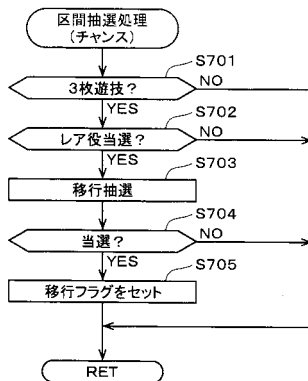 区間抽選処理
(チャンス)
S701
3枚遊技?
NO
YES
S702
レア役当選?
NO
YES
S703
移行抽選
S704
当選?
NO
YES
S705
移行フラグをセット
RET